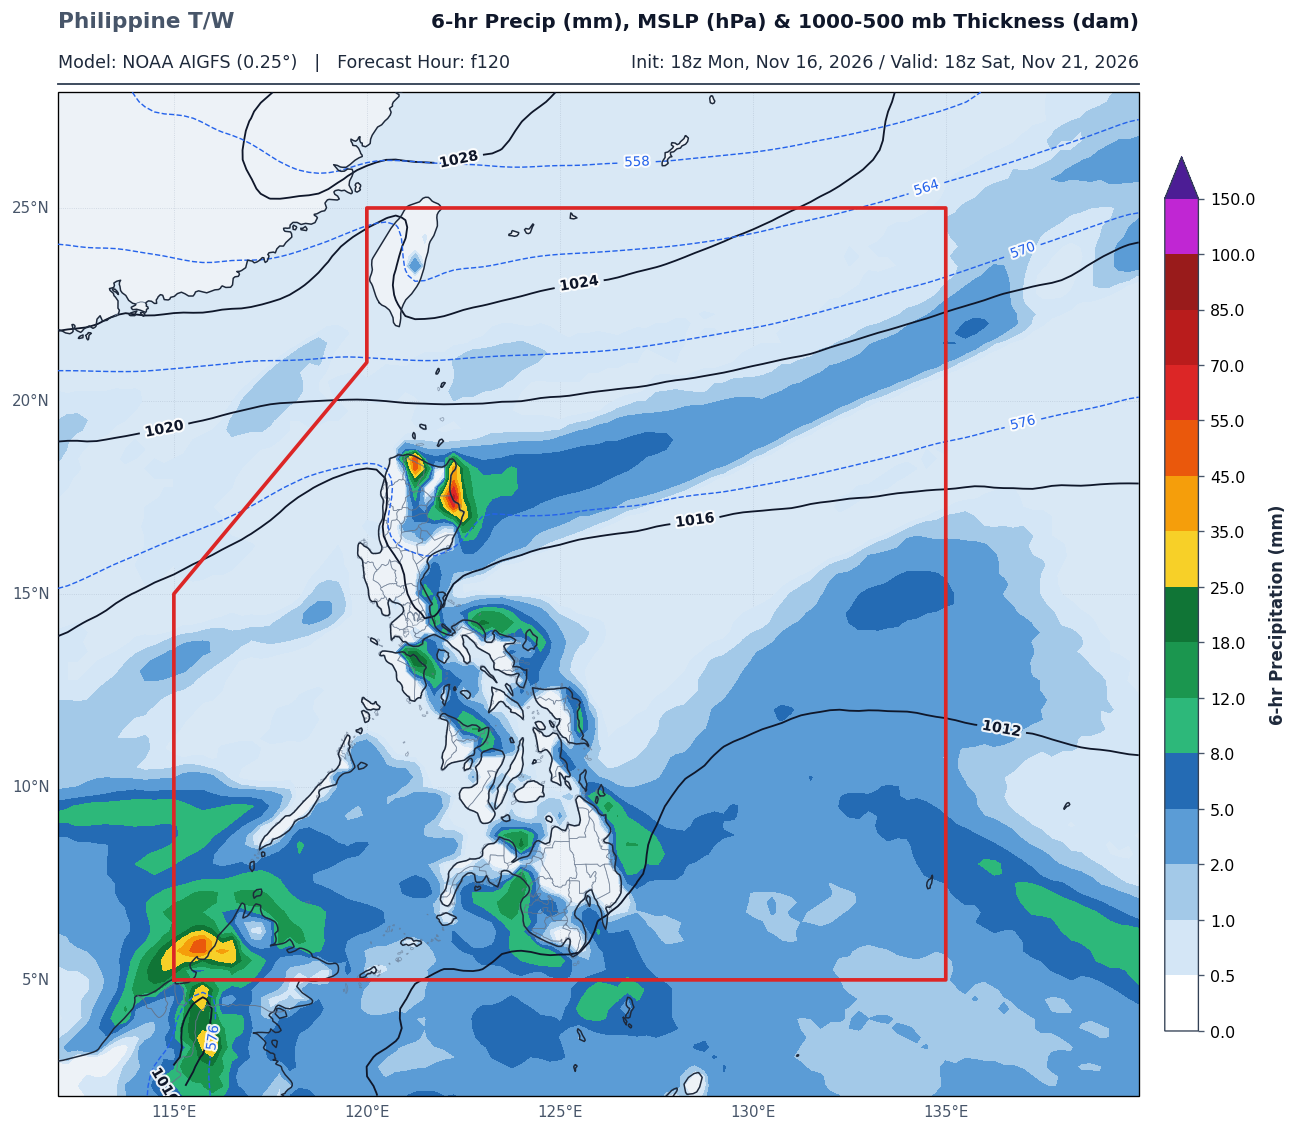 Philippine T/W
6-hr Precip (mm), MSLP (hPa) & 1000-500 mb Thickness (dam)
Model: NOAA AIGFS (0.25°) | Forecast Hour: f120
Init: 18z Mon, Nov 16, 2026 / Valid: 18z Sat, Nov 21, 2026
1028
558
564
25°N
570
1024
20°N
1020
576
1016
15°N
1012
10°N
5°N
576
1010
115°E
120°E
125°E
130°E
135°E
150.0
100.0
85.0
70.0
55.0
45.0
35.0
25.0
18.0
12.0
8.0
5.0
2.0
1.0
0.5
0.0
6-hr Precipitation (mm)